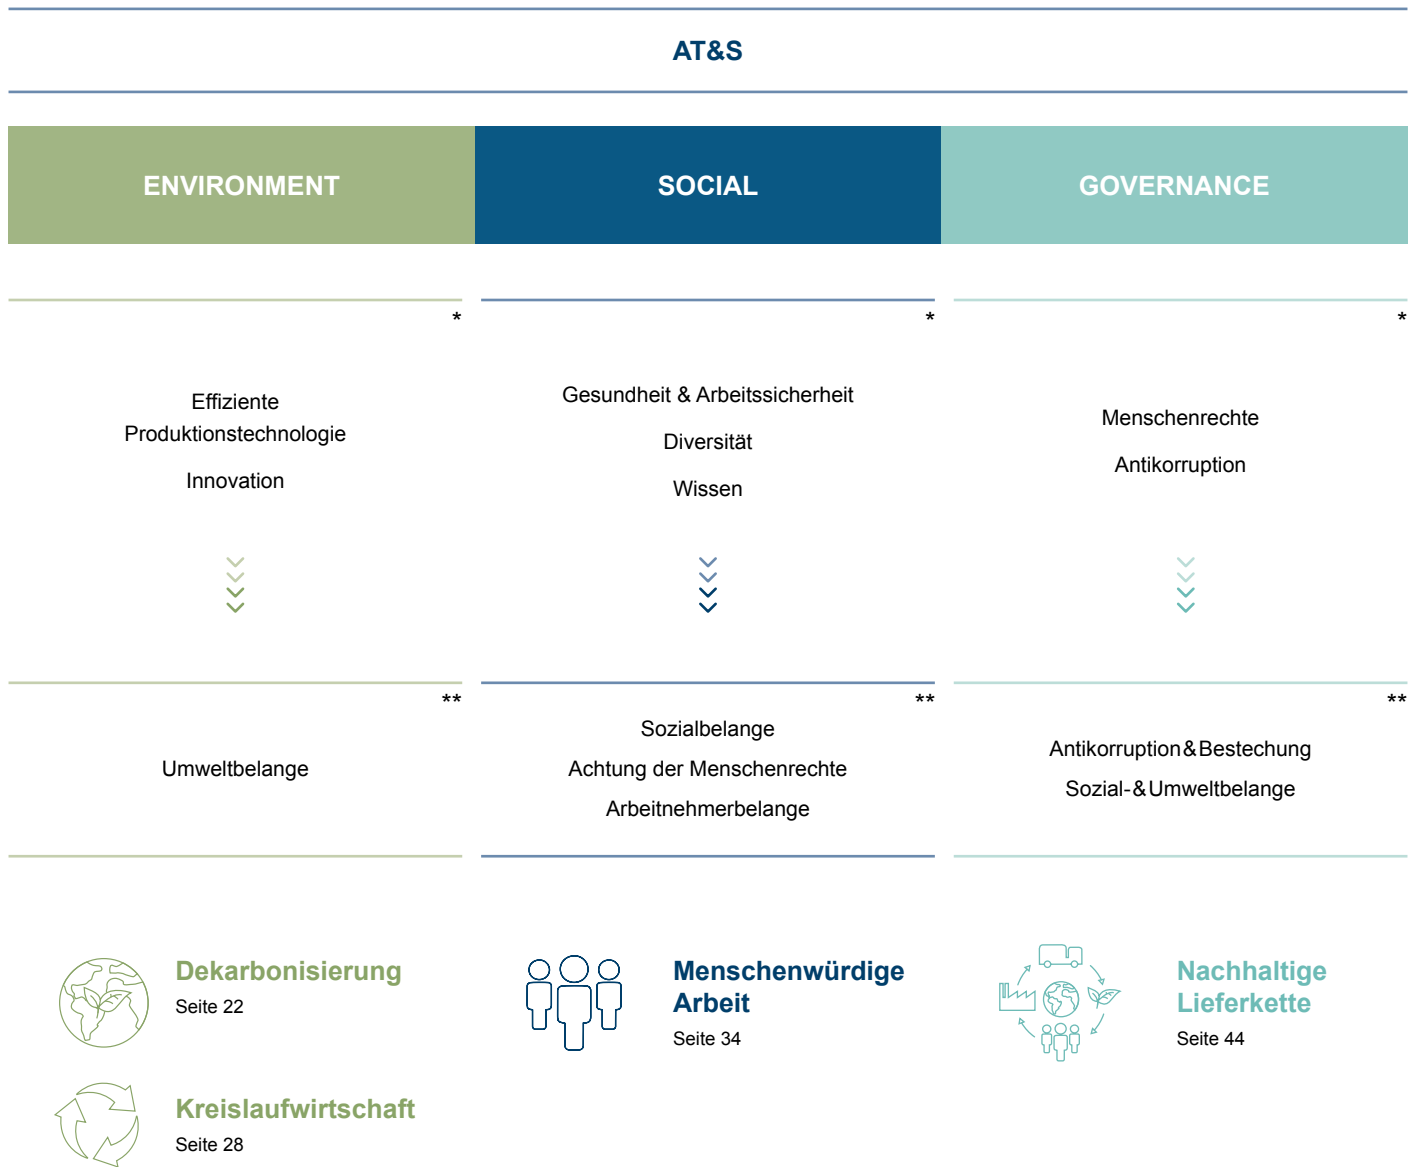 AT&S
ENVIRONMENT
SOCIAL
GOVERNANCE
*
Effiziente
Produktionstechnologie
Innovation
*
Gesundheit & Arbeitssicherheit
Diversität
Wissen
*
Menschenrechte
Antikorruption
**
Umweltbelange
**
Sozialbelange
Achtung der Menschenrechte
Arbeitnehmerbelange
**
Antikorruption & Bestechung
Sozial- & Umweltbelange
Dekarbonisierung
Seite 22
Kreislaufwirtschaft
Seite 28
Menschenwürdige
Arbeit
Seite 34
Nachhaltige
Lieferkette
Seite 44